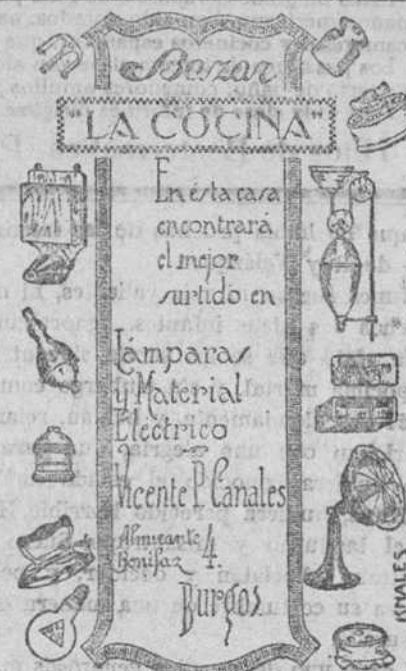 Bazar
"LA COCINA"
En ésta casa
encontrará
el mejor
surtido en
Lámparas
y Material
Eléctrico
Vicente P. Canales
Almirante
Bonifaz 4.
Burgos